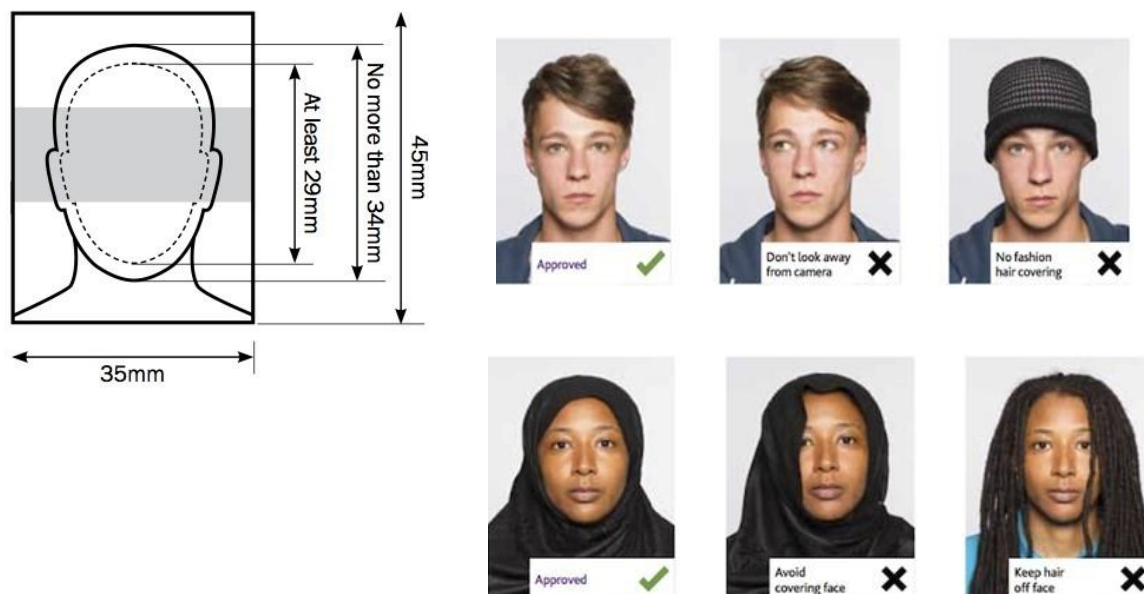 At least 29mm
No more than 34mm
45mm
35mm
Approved
Don't look away
from camera
No fashion
hair covering
Approved
Avoid
covering face
Keep hair
off face